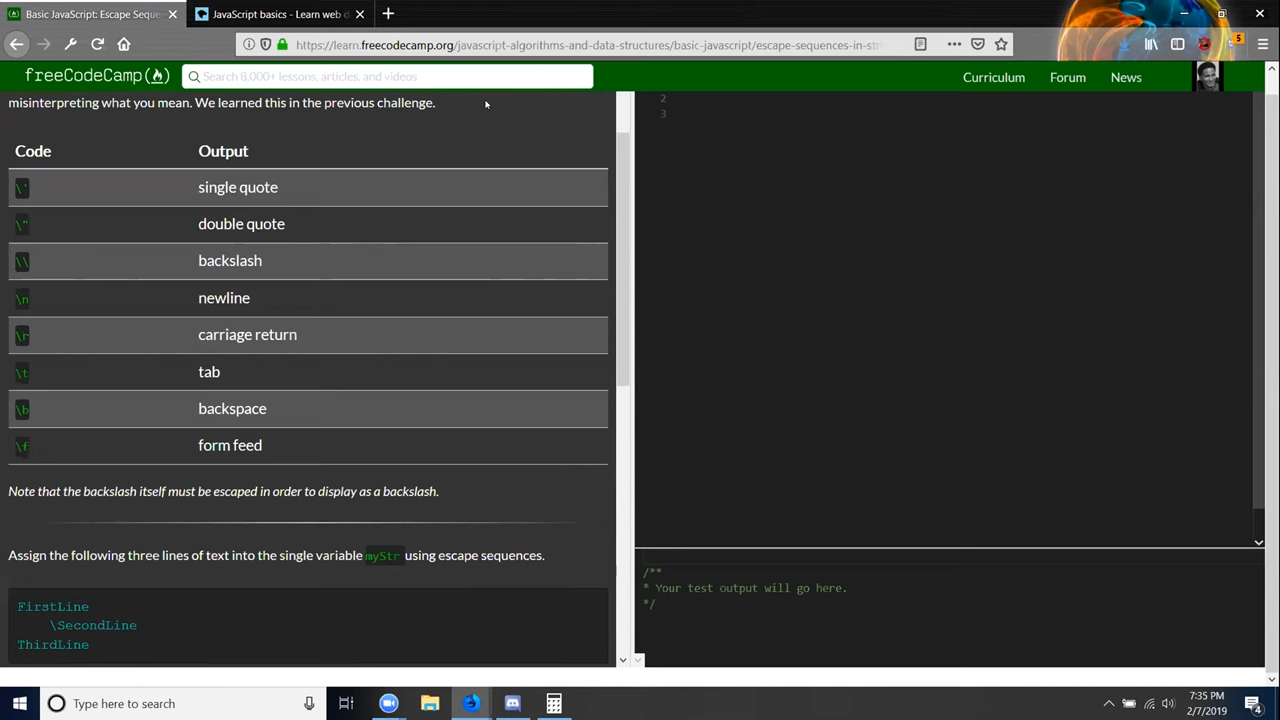 Basic JavaScript: Escape Seque
JavaScript basics - Learn web d
https://learn.freecodecamp.org/javascript-algorithms-and-data-structures/basic-javascript/escape-sequences-in-str
5
freeCodeCamp
Search 8,000+ lessons, articles, and videos
Curriculum
Forum
News
misinterpreting what you mean. We learned this in the previous challenge.
Code Output
\' single quote
\" double quote
\\ backslash
\n newline
\r carriage return
\t tab
\b backspace
\f form feed
Note that the backslash itself must be escaped in order to display as a backslash.
Assign the following three lines of text into the single variable myStr using escape sequences.
FirstLine
\SecondLine
ThirdLine
2
3
/**
* Your test output will go here.
*/
Type here to search
7:35 PM
2/7/2019
4